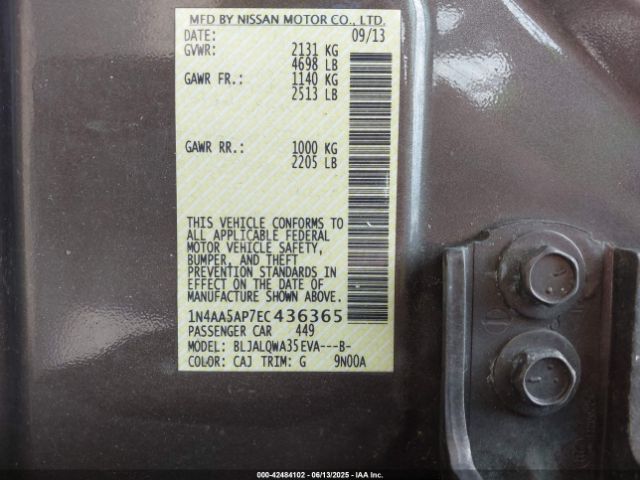 MFD BY NISSAN MOTOR CO., LTD.
DATE: 09/13
GVWR: 2131 KG
4698 LB
GAWR FR.: 1140 KG
2513 LB
GAWR RR.: 1000 KG
2205 LB
THIS VEHICLE CONFORMS TO
ALL APPLICABLE FEDERAL
MOTOR VEHICLE SAFETY,
BUMPER, AND THEFT
PREVENTION STANDARDS IN
EFFECT ON THE DATE OF
MANUFACTURE SHOWN ABOVE.
1N4AA5AP7EC436365
PASSENGER CAR 449
MODEL: BLJALQWA35EVA---B-
COLOR: CAJ TRIM: G 9N00A
000-42484102 - 06/13/2025 - IAA Inc.